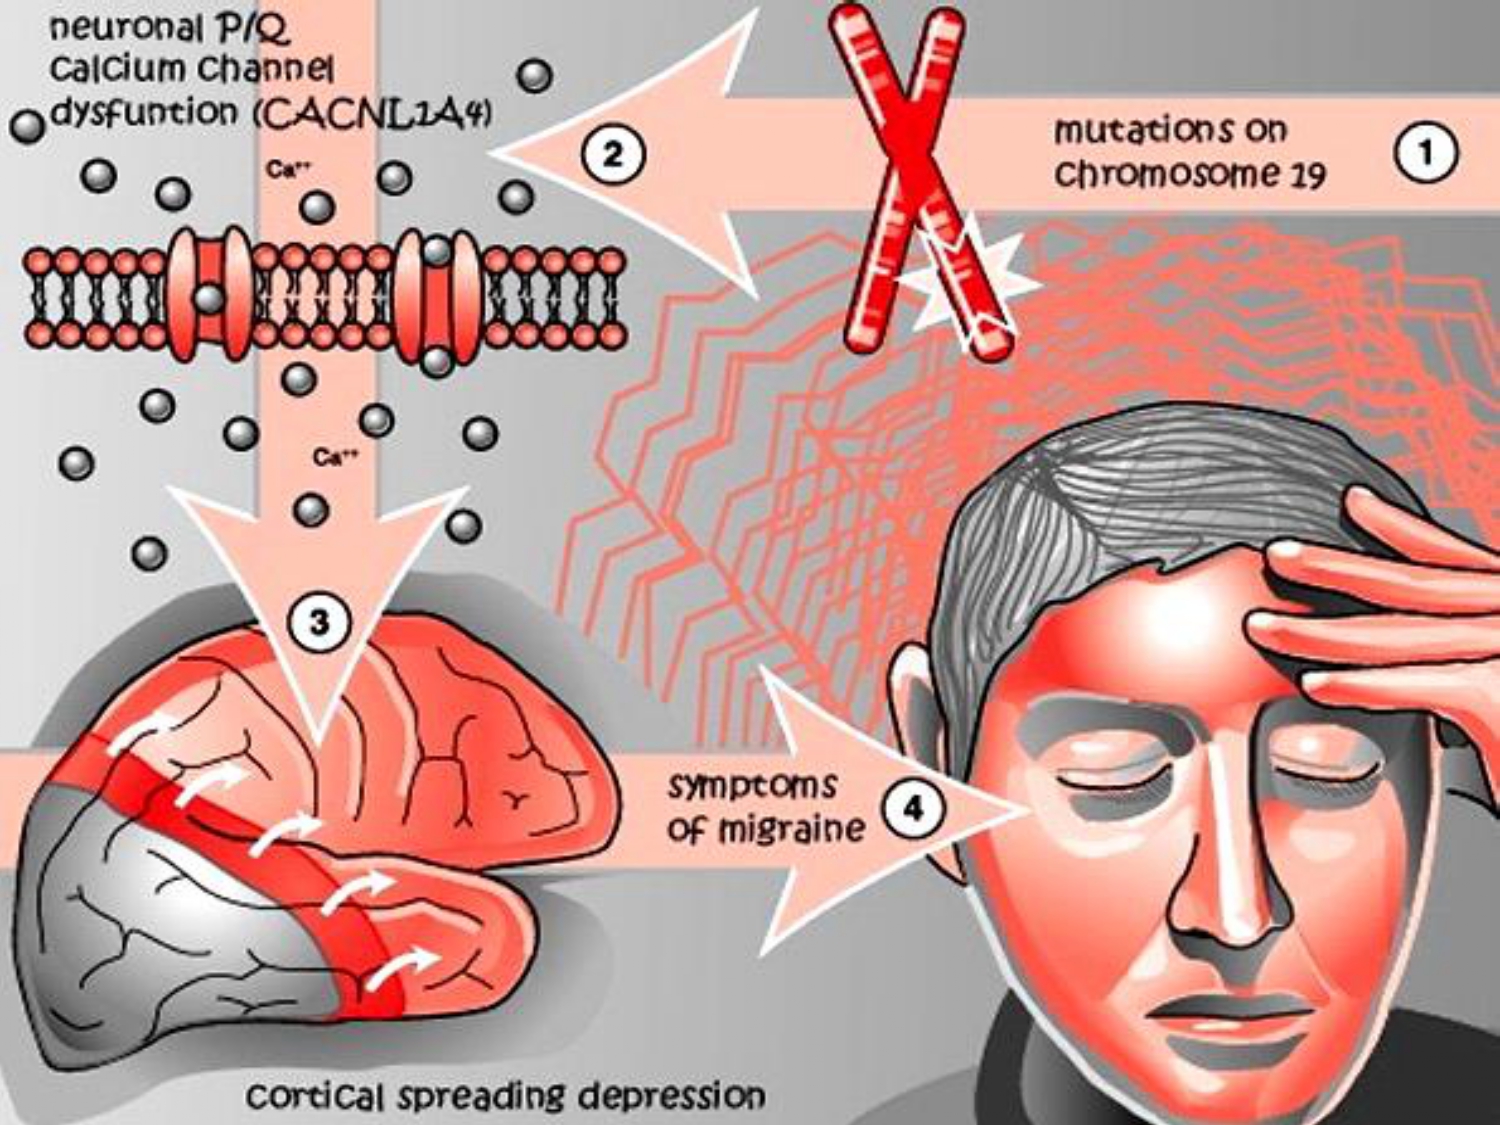 neuronal P/Q
calcium channel
dysfuntion (CACNL1A4)
Ca⁺⁺
2
mutations on
chromosome 19
1
Ca⁺⁺
3
symptoms
of migraine
4
cortical spreading depression